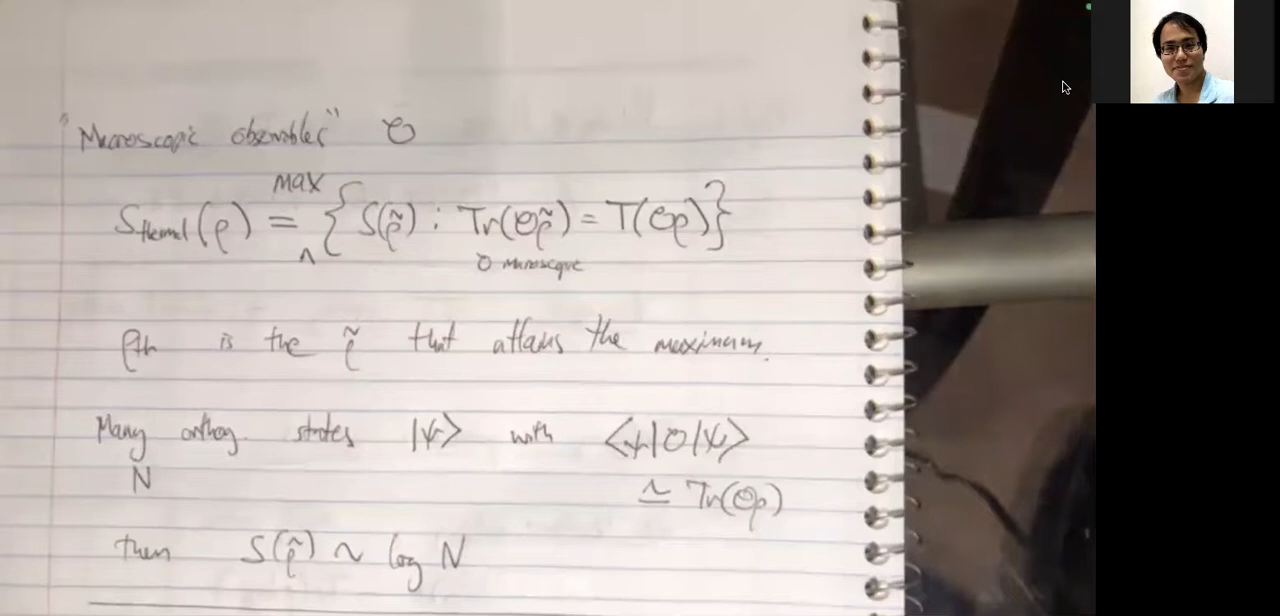 "Macroscopic observables" O
S_thermal(ρ) = max { S(ρ̃) : Tr(Oρ̃) = T(Oρ) }
O macroscopic
ρ_th is the ρ̃ that attains the maximum.
Many orthog. states |ψ⟩ with ⟨ψ|O|ψ⟩
N ≃ Tr(Oρ)
then S(ρ̃) ~ log N